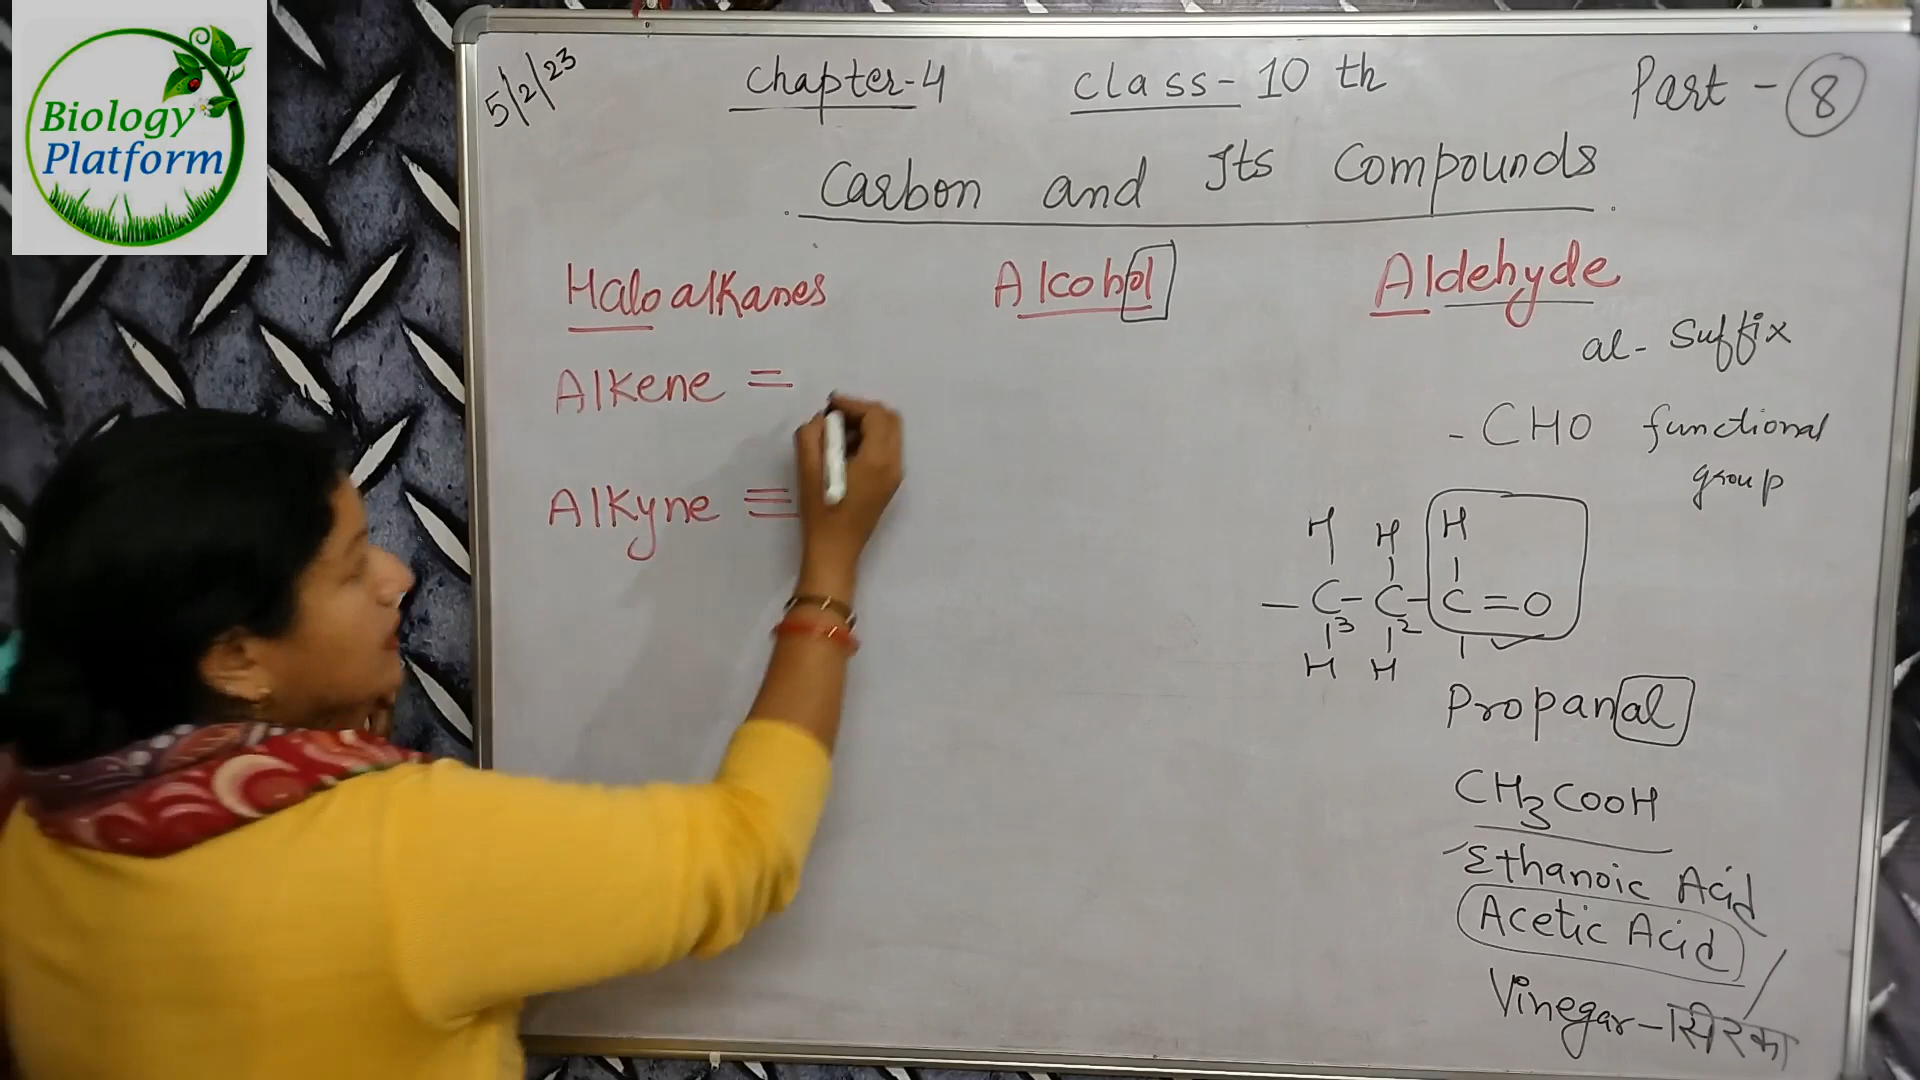 Biology
Platform
5/2/23
Chapter-4 Class-10 th Part - 8
Carbon and Its Compounds
Haloalkanes Alcohol Aldehyde
al- Suffix
Alkene =
- CHO functional
group
Alkyne ≡
H H H
- C - C - C = O
3 2 1
H H
Propanal
CH3COOH
Ethanoic Acid
Acetic Acid
Vinegar - सिरका